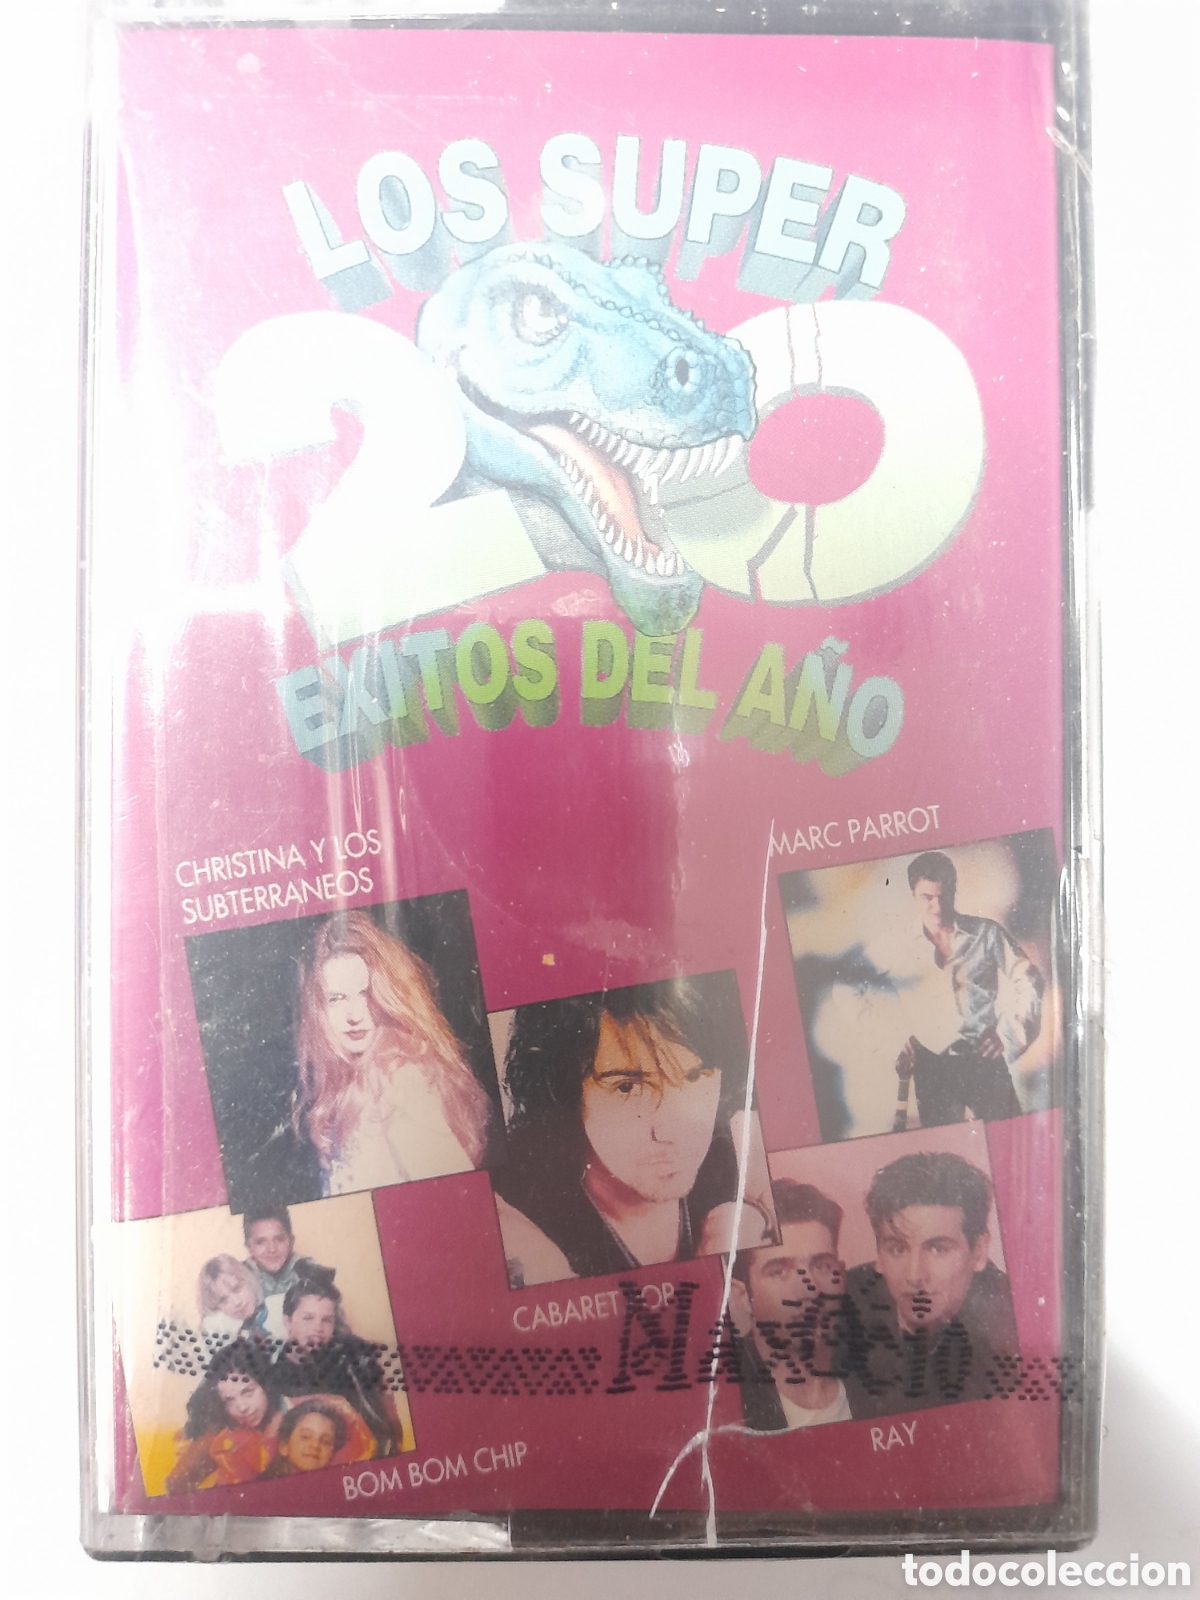 LOS SUPER
20
EXITOS DEL AÑO
CHRISTINA Y LOS
SUBTERRANEOS
MARC PARROT
CABARET POP
BOM BOM CHIP
RAY
todocoleccion